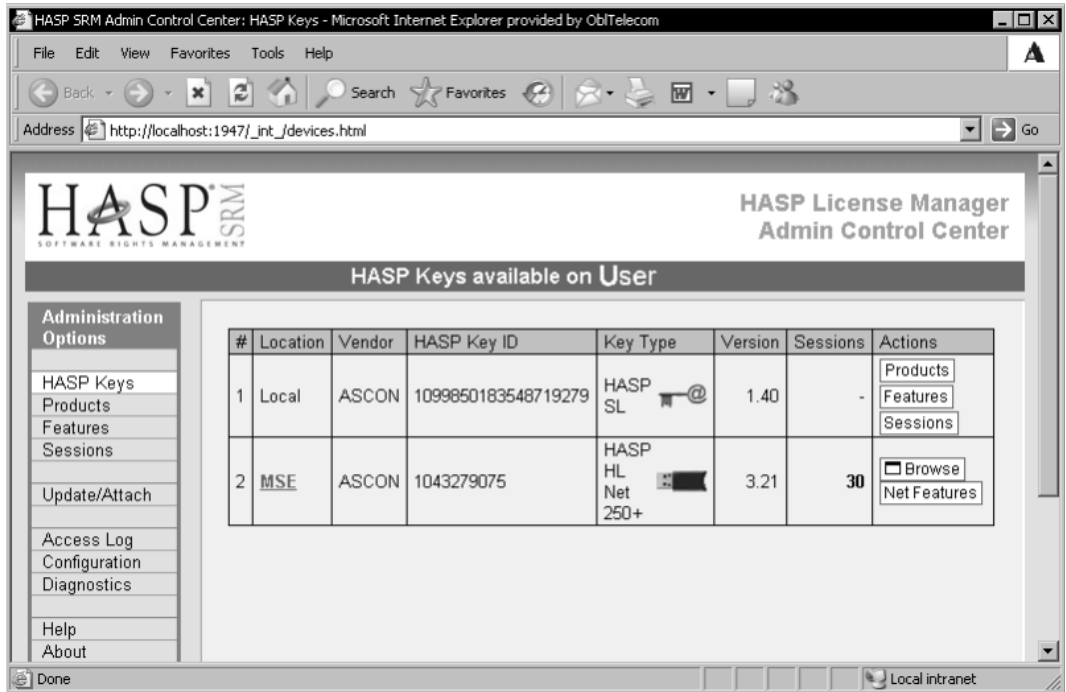 HASP SRM Admin Control Center: HASP Keys - Microsoft Internet Explorer provided by OblTelecom
File Edit View Favorites Tools Help
Back Search Favorites
Address http://localhost:1947/_int_/devices.html Go
HASP SRM
SOFTWARE RIGHTS MANAGEMENT
HASP License Manager
Admin Control Center
HASP Keys available on User
Administration
Options
HASP Keys
Products
Features
Sessions
Update/Attach
Access Log
Configuration
Diagnostics
Help
About
# Location Vendor HASP Key ID Key Type Version Sessions Actions
1 Local ASCON 1099850183548719279 HASP SL 1.40 - Products Features Sessions
2 MSE ASCON 1043279075 HASP HL Net 250+ 3.21 30 Browse Net Features
Done Local intranet